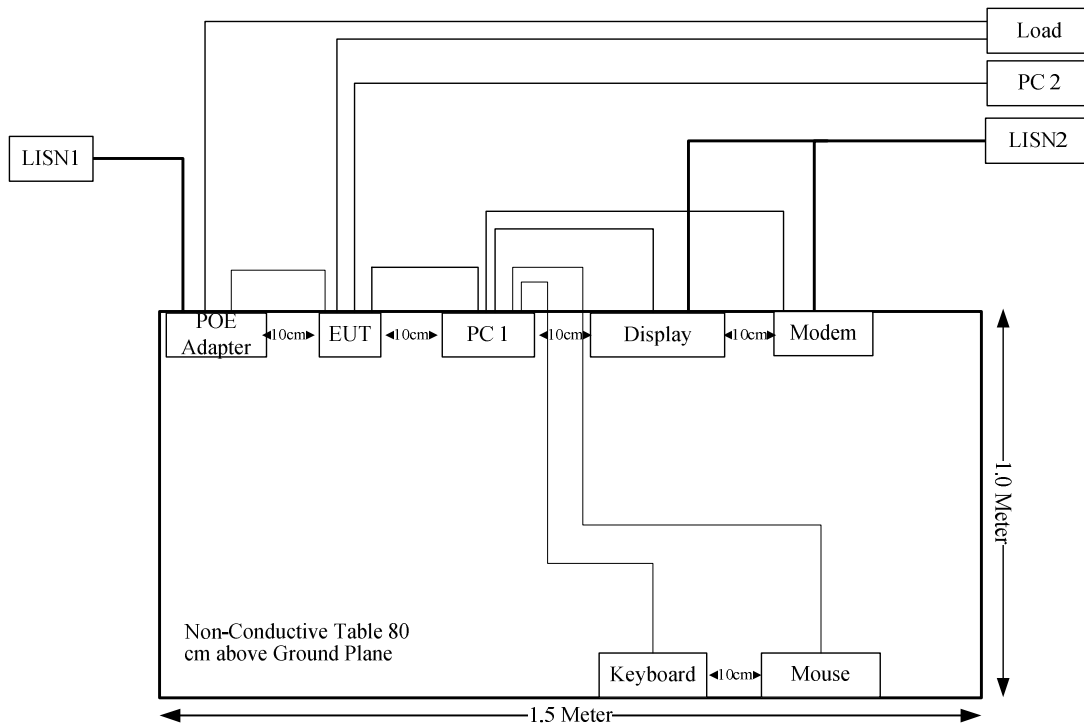 Load
PC 2
LISN1
LISN2
POE
Adapter
10cm
EUT
10cm
PC 1
10cm
Display
10cm
Modem
1.0 Meter
Non-Conductive Table 80
cm above Ground Plane
Keyboard
10cm
Mouse
1.5 Meter